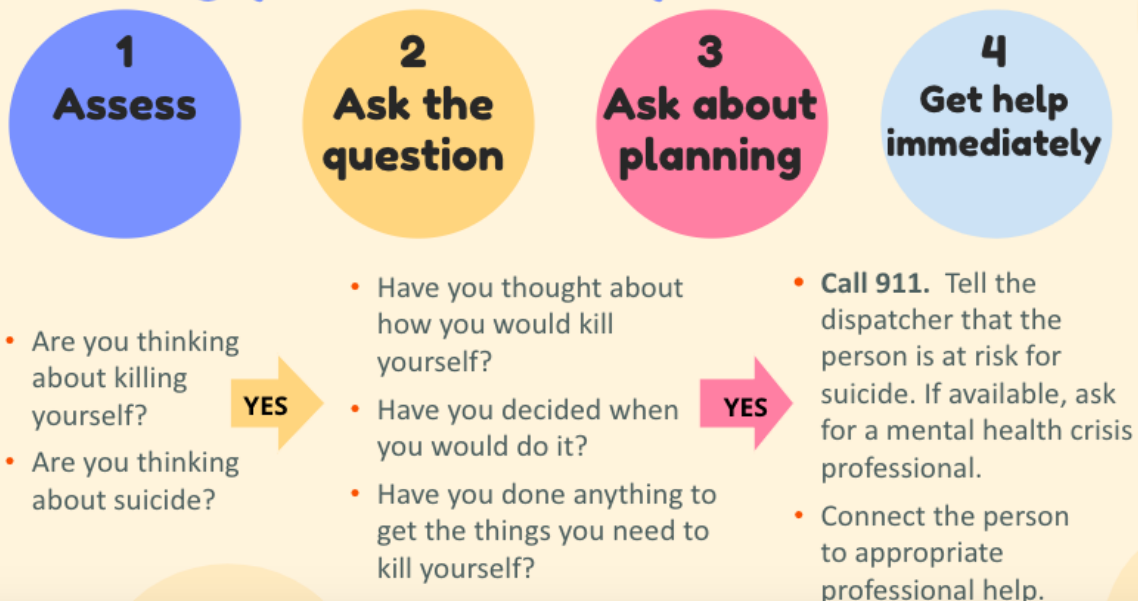 1
Assess
2
Ask the
question
3
Ask about
planning
4
Get help
immediately
• Are you thinking
about killing
yourself?
• Are you thinking
about suicide?
YES
• Have you thought about
how you would kill
yourself?
• Have you decided when
you would do it?
• Have you done anything to
get the things you need to
kill yourself?
YES
• Call 911. Tell the
dispatcher that the
person is at risk for
suicide. If available, ask
for a mental health crisis
professional.
• Connect the person
to appropriate
professional help.